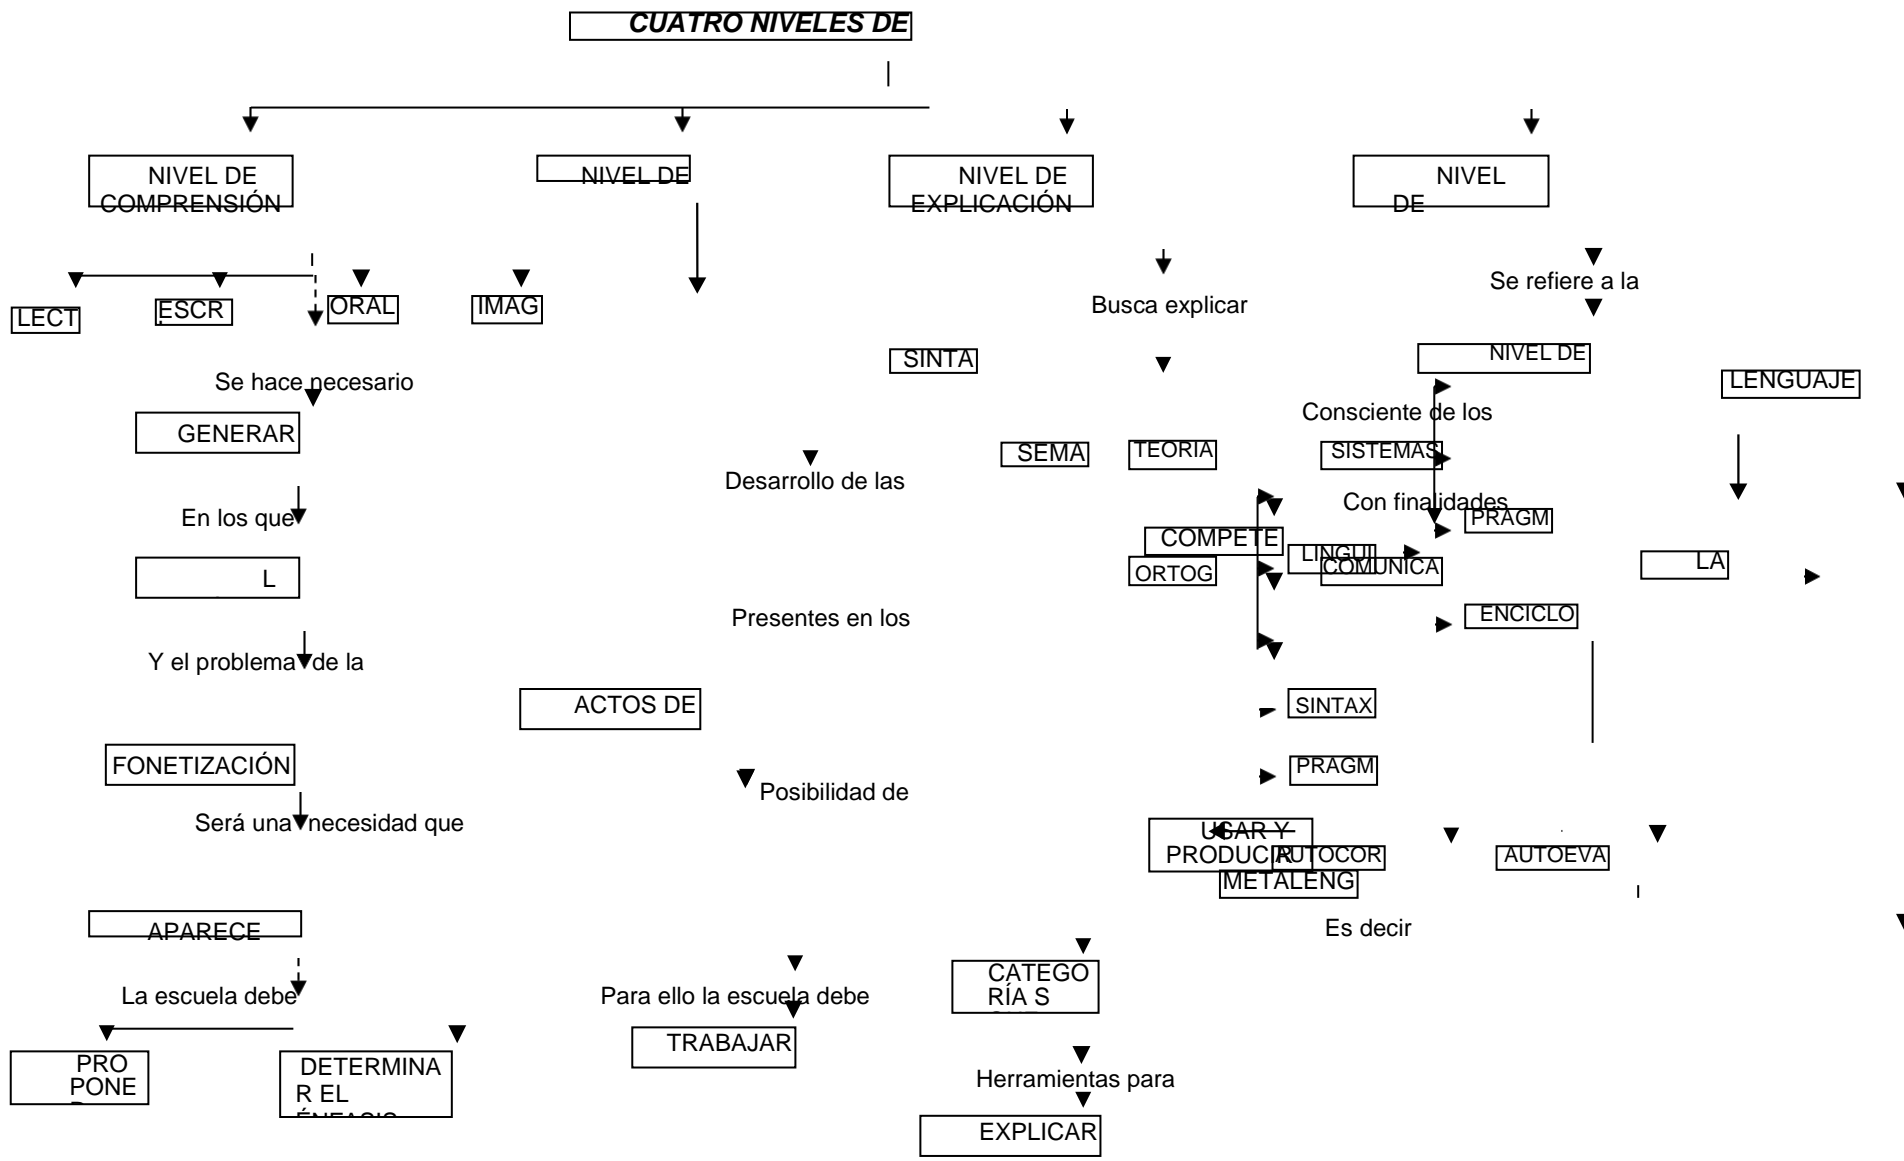 CUATRO NIVELES DE
NIVEL DE
COMPRENSIÓN
NIVEL DE
NIVEL DE
EXPLICACIÓN
NIVEL
DE
LECT
ESCR
ORAL
IMAG
Busca explicar
Se refiere a la
SINTA
NIVEL DE
LENGUAJE
Se hace necesario
Consciente de los
GENERAR
SEMA
TEORIA
SISTEMAS
Desarrollo de las
Con finalidades
En los que
PRAGM
COMPETE
LINGUI
LA
ORTOG
COMUNICA
L
Presentes en los
ENCICLO
Y el problema de la
ACTOS DE
SINTAX
FONETIZACIÓN
PRAGM
Posibilidad de
Será una necesidad que
USAR Y
PRODUCIR
AUTOCOR
AUTOEVA
METALENG
APARECE
Es decir
La escuela debe
Para ello la escuela debe
CATEGO
RÍA S
TRABAJAR
PRO
PONE
DETERMINA
R EL
ÉNFASIS
Herramientas para
EXPLICAR